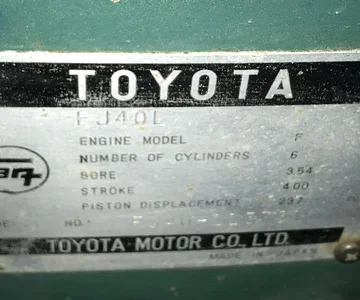 TOYOTA
FJ40L
ENGINE MODEL F
NUMBER OF CYLINDERS 6
BORE 3.54
STROKE 4.00
PISTON DISPLACEMENT 237
NO.
TOYOTA MOTOR CO., LTD.
MADE IN JAPAN